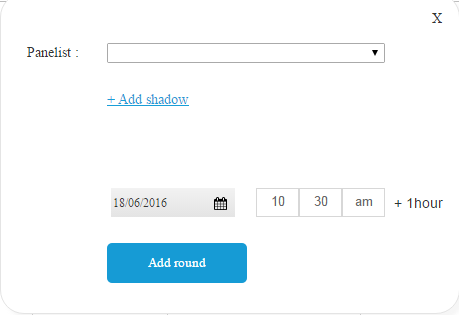 X
Panelist :
+ Add shadow
18/06/2016 10 30 am + 1hour
Add round